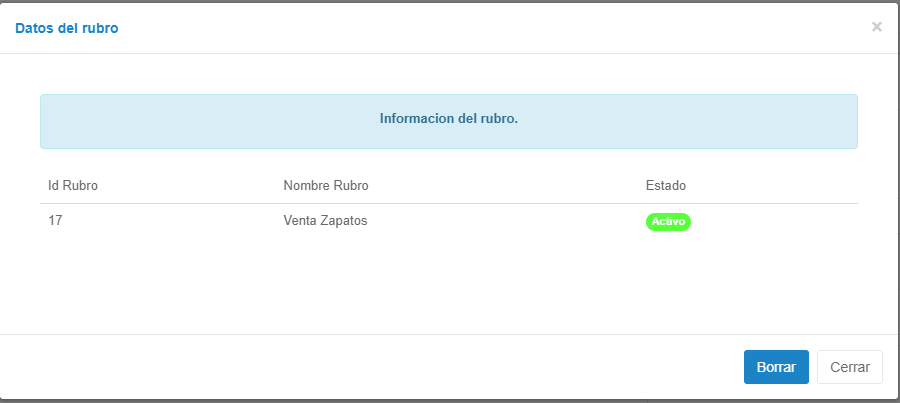 Datos del rubro
×
Informacion del rubro.
Id Rubro Nombre Rubro Estado
17 Venta Zapatos Activo
Borrar Cerrar